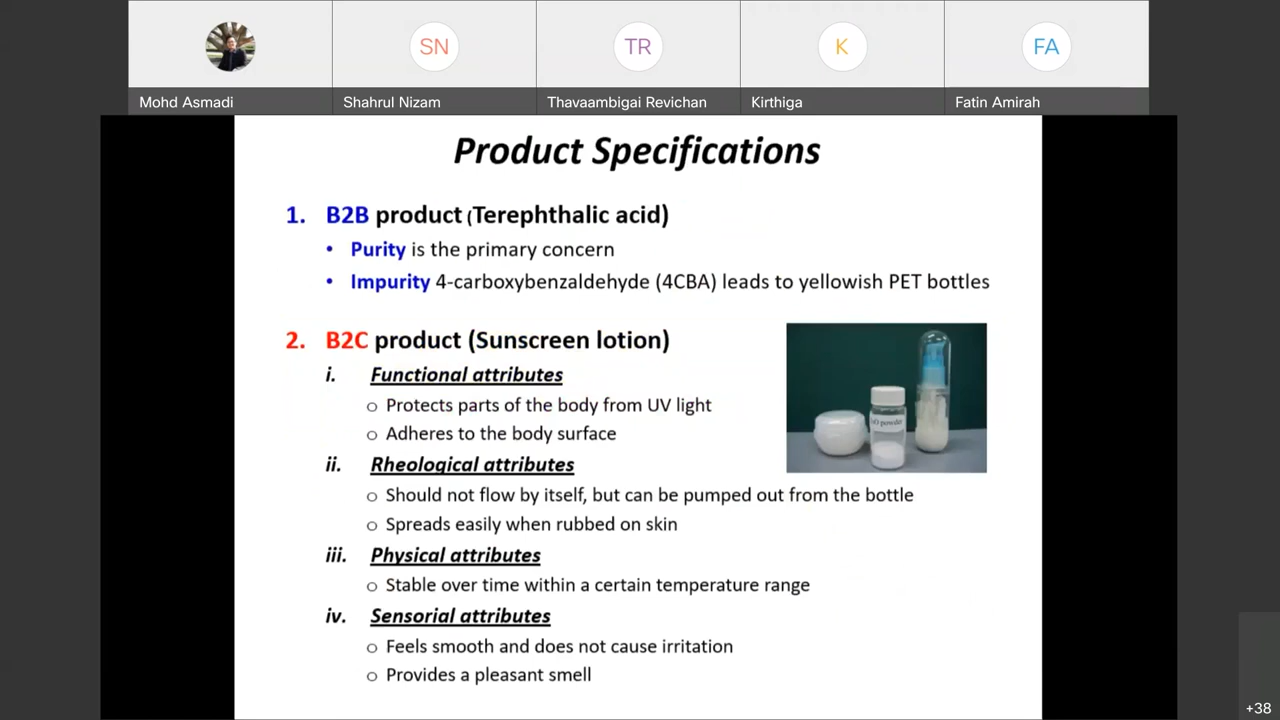 SN
TR
K
FA
Mohd Asmadi
Shahrul Nizam
Thavaambigai Revichan
Kirthiga
Fatin Amirah
Product Specifications
1. B2B product (Terephthalic acid)
• Purity is the primary concern
• Impurity 4-carboxybenzaldehyde (4CBA) leads to yellowish PET bottles
2. B2C product (Sunscreen lotion)
i. Functional attributes
o Protects parts of the body from UV light
o Adheres to the body surface
ii. Rheological attributes
o Should not flow by itself, but can be pumped out from the bottle
o Spreads easily when rubbed on skin
iii. Physical attributes
o Stable over time within a certain temperature range
iv. Sensorial attributes
o Feels smooth and does not cause irritation
o Provides a pleasant smell
powder
+38